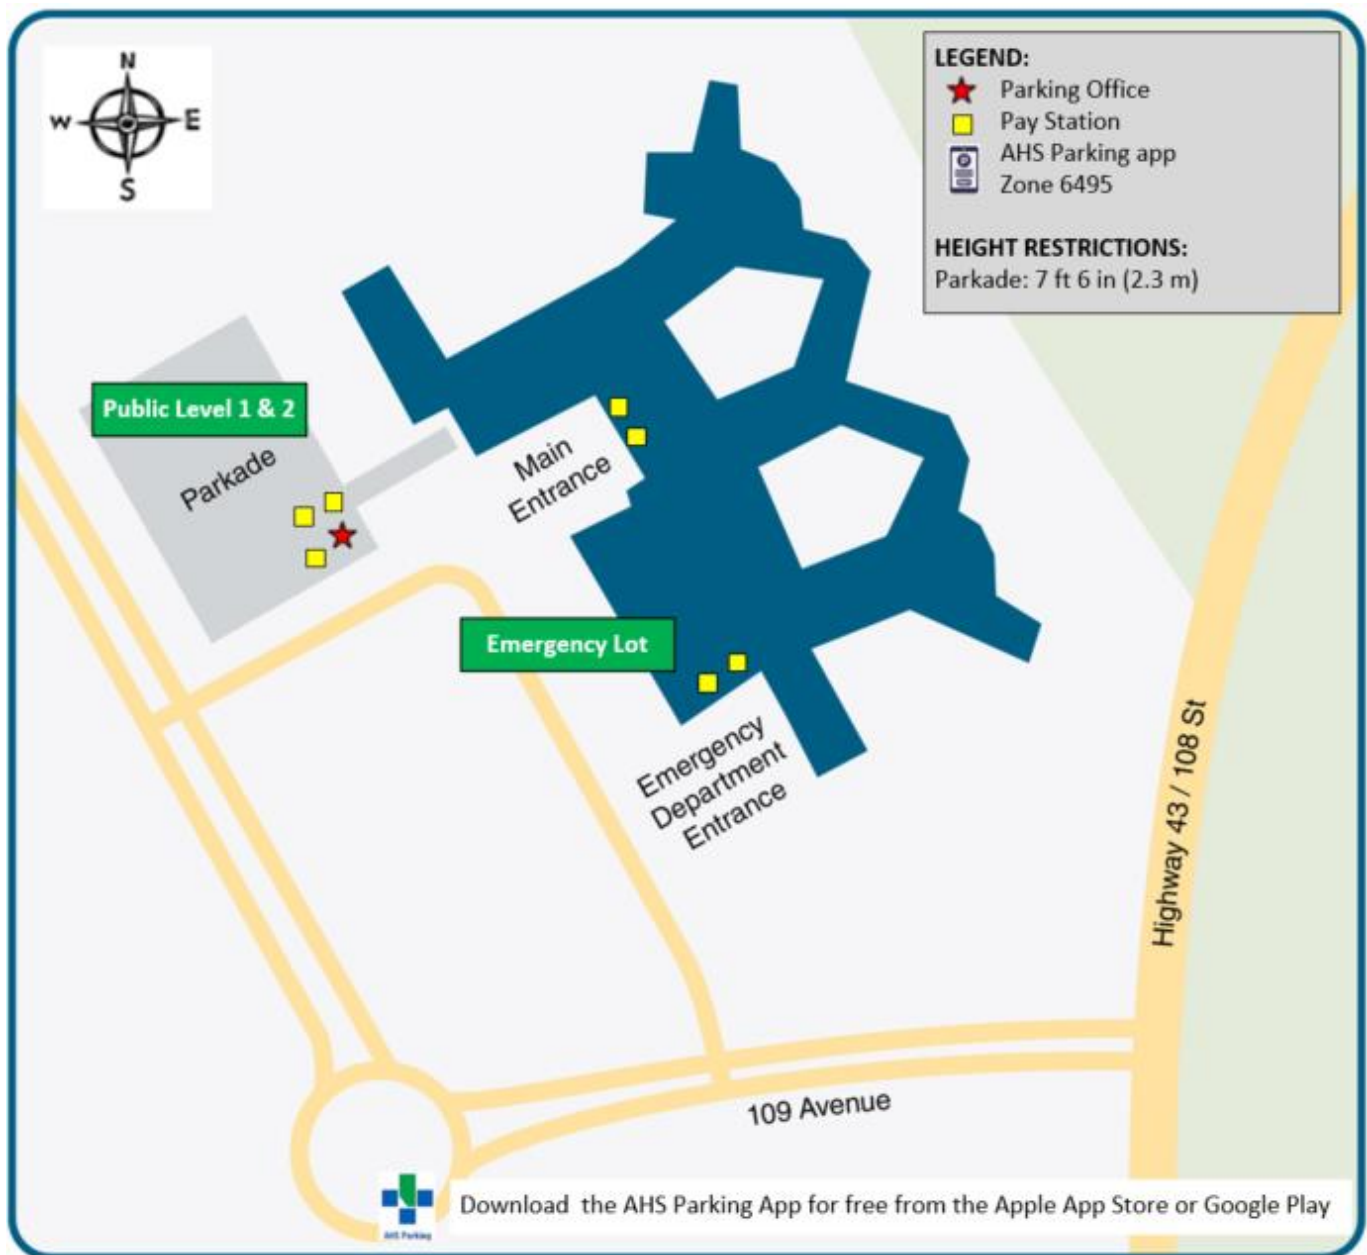 N
W
E
S
LEGEND:
Parking Office
Pay Station
AHS Parking app
Zone 6495
HEIGHT RESTRICTIONS:
Parkade: 7 ft 6 in (2.3 m)
Public Level 1 & 2
Parkade
Main
Entrance
Emergency Lot
Emergency
Department
Entrance
Highway 43 / 108 St
109 Avenue
AHS Parking
Download the AHS Parking App for free from the Apple App Store or Google Play